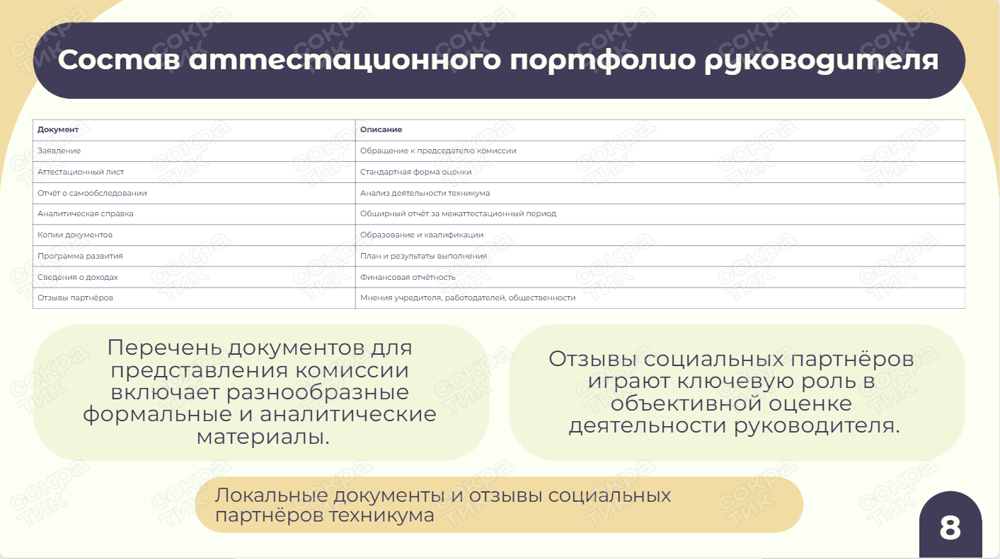 Состав аттестационного портфолио руководителя
Документ Описание
Заявление Обращение к председателю комиссии
Аттестационный лист Стандартная форма оценки
Отчёт о самообследовании Анализ деятельности техникума
Аналитическая справка Обширный отчёт за межаттестационный период
Копии документов Образование и квалификации
Программа развития План и результаты выполнения
Сведения о доходах Финансовая отчётность
Отзывы партнёров Мнения учредителя, работодателей, общественности
Перечень документов для
представления комиссии
включает разнообразные
формальные и аналитические
материалы.
Отзывы социальных партнёров
играют ключевую роль в
объективной оценке
деятельности руководителя.
Локальные документы и отзывы социальных
партнёров техникума
8
сократик